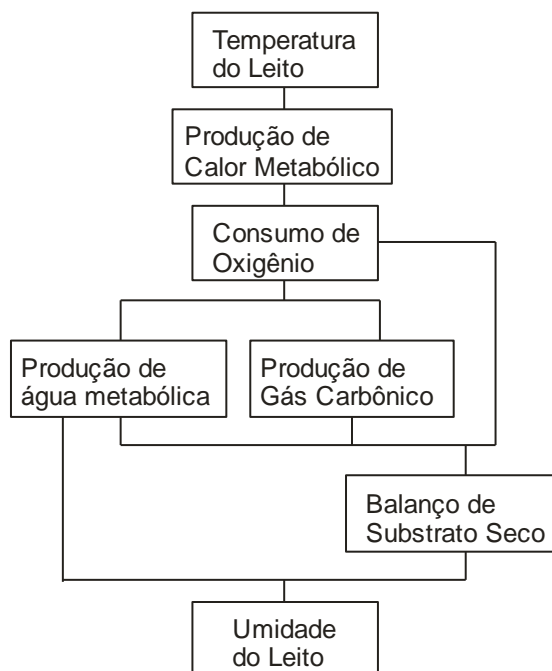 Temperatura
do Leito
Produção de
Calor Metabólico
Consumo de
Oxigênio
Produção de
água metabólica
Produção de
Gás Carbônico
Balanço de
Substrato Seco
Umidade
do Leito